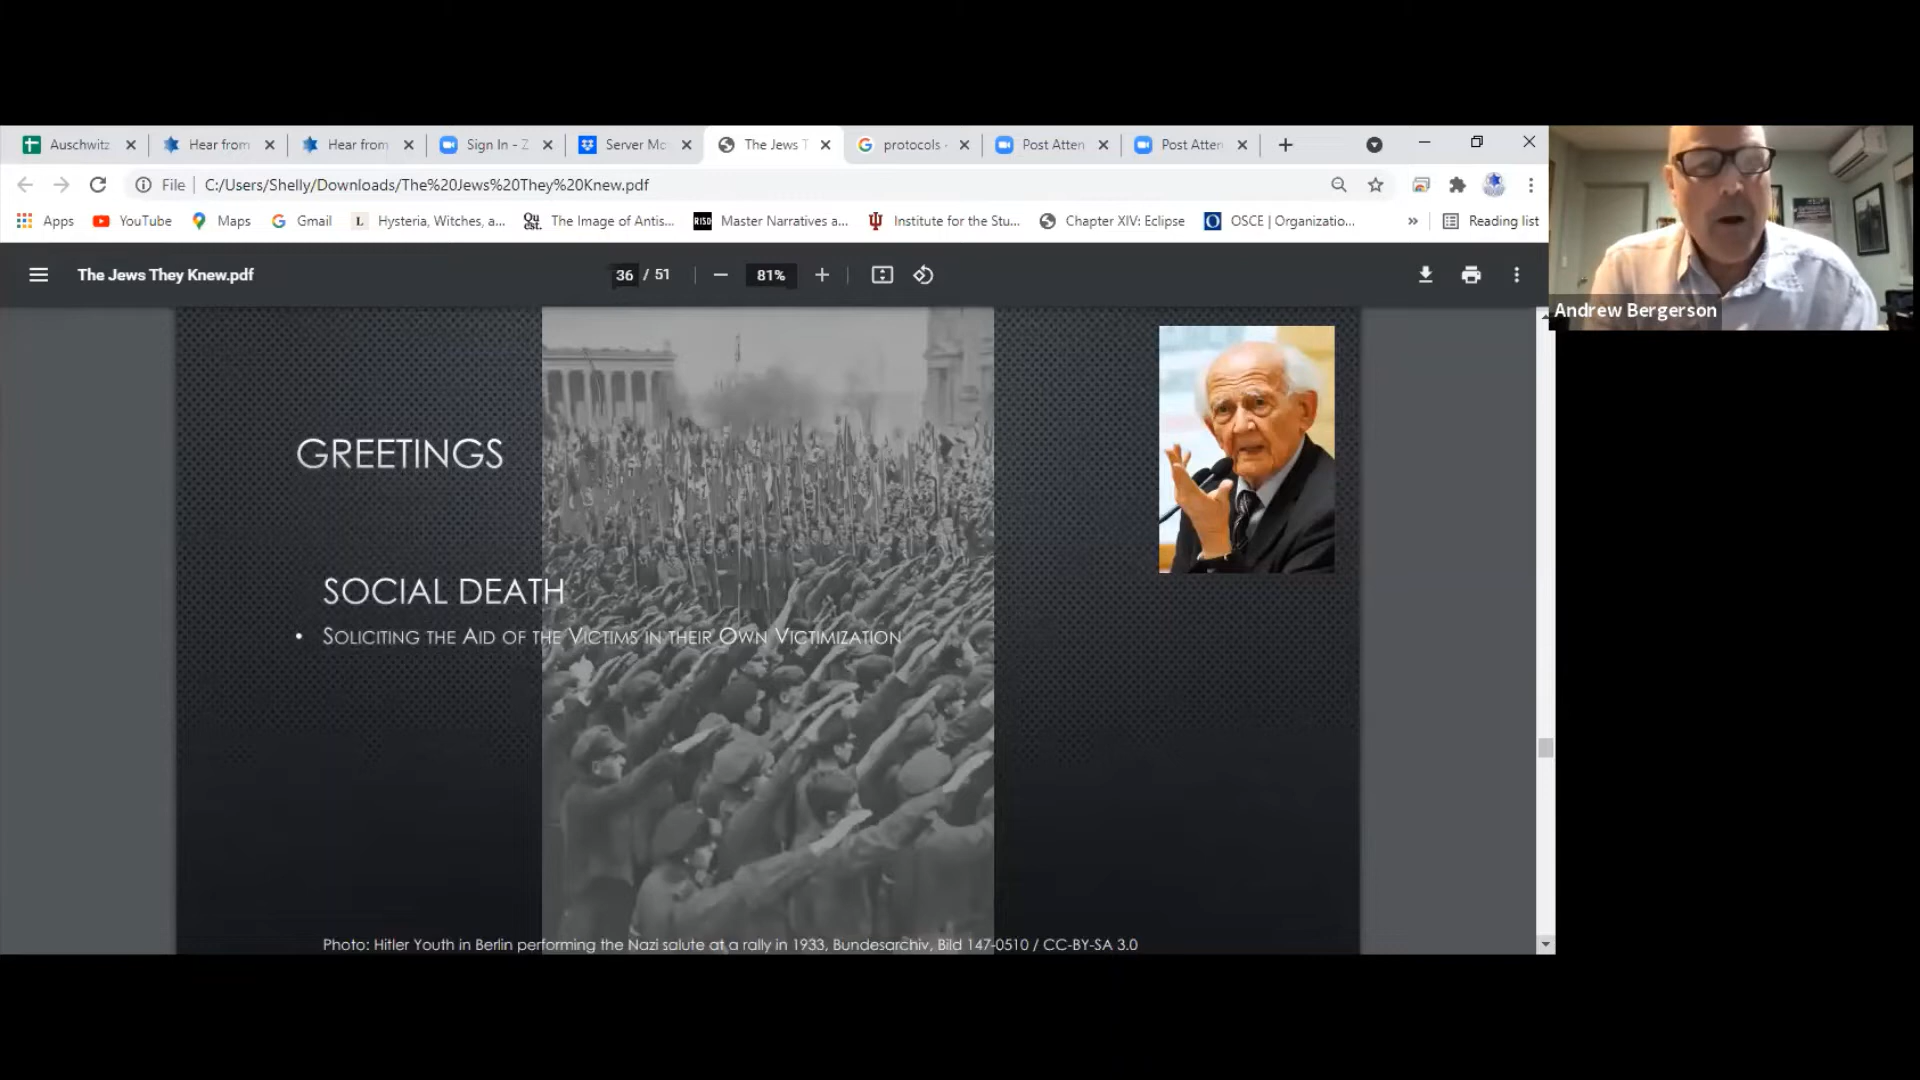 Auschwitz
Hear from
Hear from
Sign In - Z
Server Mo
The Jews T
protocols -
Post Atten
Post Atten
File C:/Users/Shelly/Downloads/The%20Jews%20They%20Knew.pdf
Apps YouTube Maps Gmail L Hysteria, Witches, a... Qu est. The Image of Antis... RISD Master Narratives a... Institute for the Stu... Chapter XIV: Eclipse OSCE | Organizatio... » Reading list
The Jews They Knew.pdf 36 / 51 81%
Andrew Bergerson
GREETINGS
SOCIAL DEATH
• Soliciting the Aid of the Victims in their Own Victimization
Photo: Hitler Youth in Berlin performing the Nazi salute at a rally in 1933, Bundesarchiv, Bild 147-0510 / CC-BY-SA 3.0